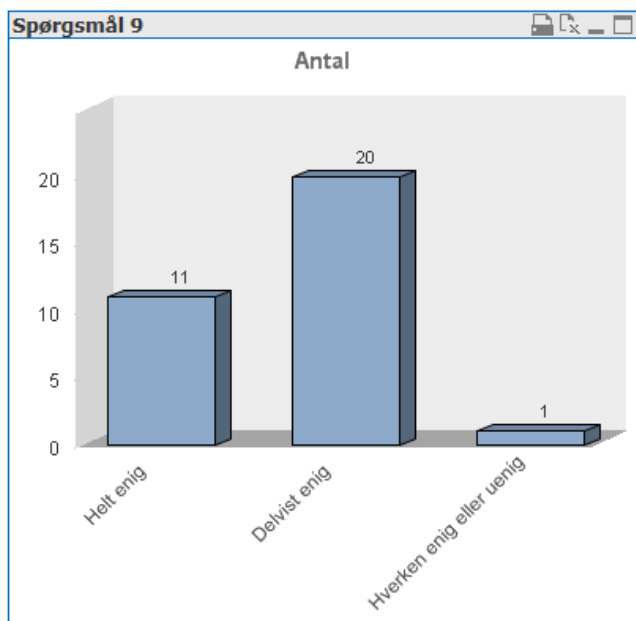 Spørgsmål 9
Antal
20
15
10
5
0
11
20
1
Helt enig
Delvist enig
Hverken enig eller uenig